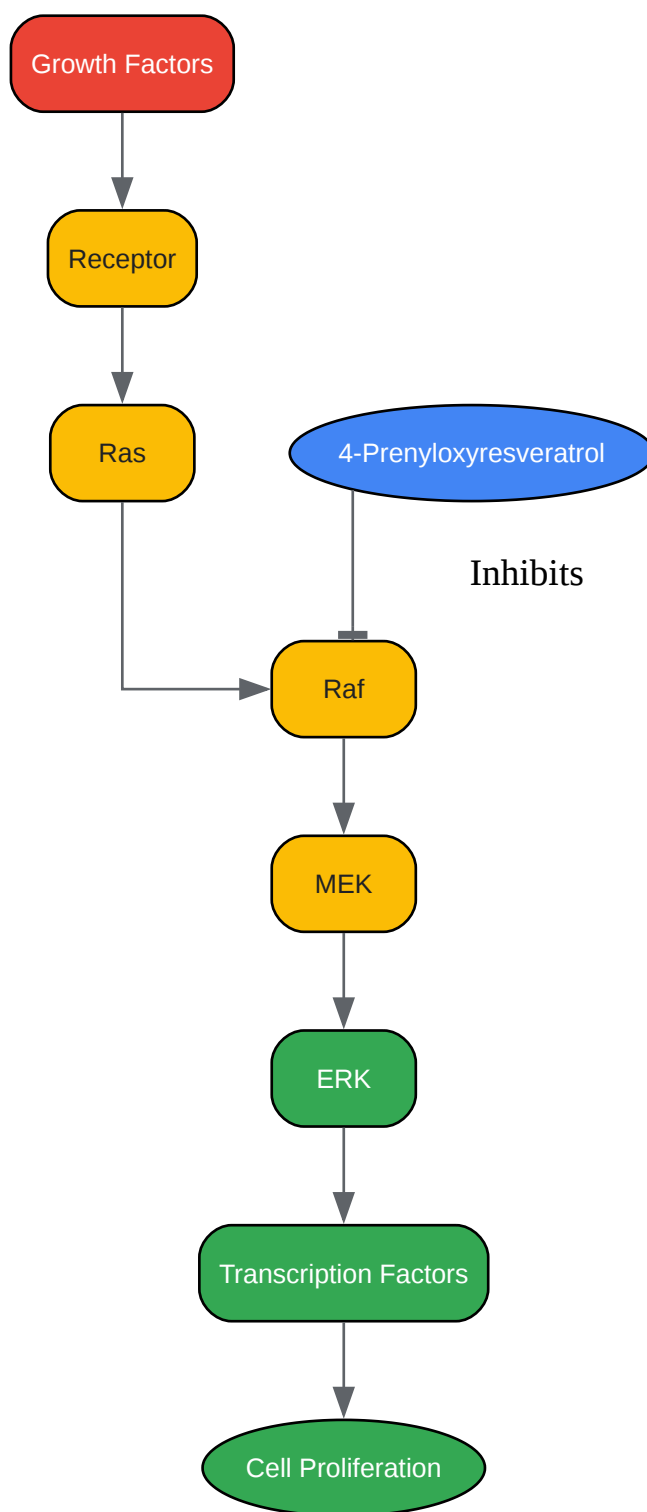 Growth Factors
Receptor
Ras
4-Prenyloxyresveratrol
Inhibits
Raf
MEK
ERK
Transcription Factors
Cell Proliferation